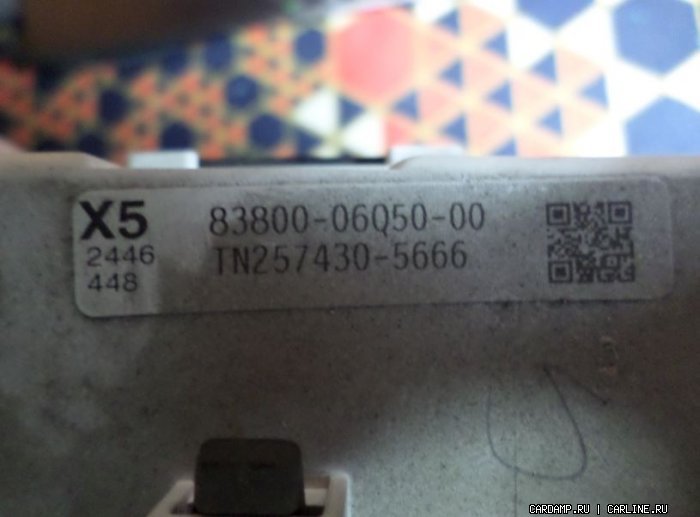 X5
83800-06Q50-00
2446
TN257430-5666
448
CARDAMP.RU | CARLINE.RU